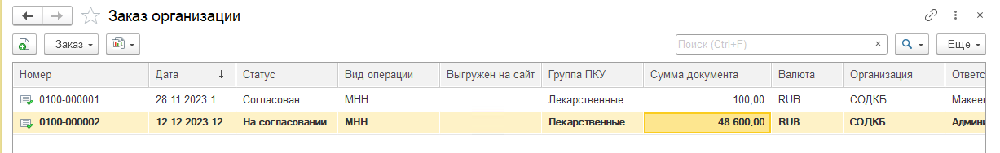 Заказ организации
Заказ Поиск (Ctrl+F) × Еще
Номер Дата ↓ Статус Вид операции Выгружен на сайт Группа ПКУ Сумма документа Валюта Организация Ответс
0100-000001 28.11.2023 1... Согласован МНН Лекарственные... 100,00 RUB СОДКБ Макеев
0100-000002 12.12.2023 12... На согласовании МНН Лекарственные ... 48 600,00 RUB СОДКБ Админи